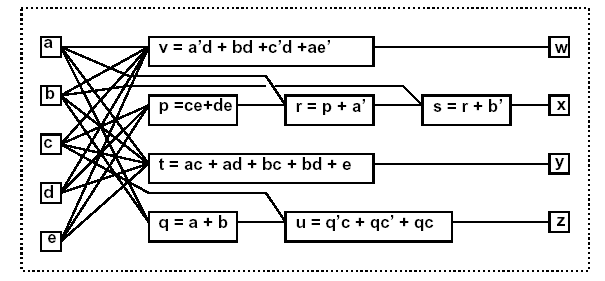 a v = a’d + bd +c’d +ae’ w
b p =ce+de r = p + a’ s = r + b’ x
c t = ac + ad + bc + bd + e y
d q = a + b u = q’c + qc’ + qc z
e